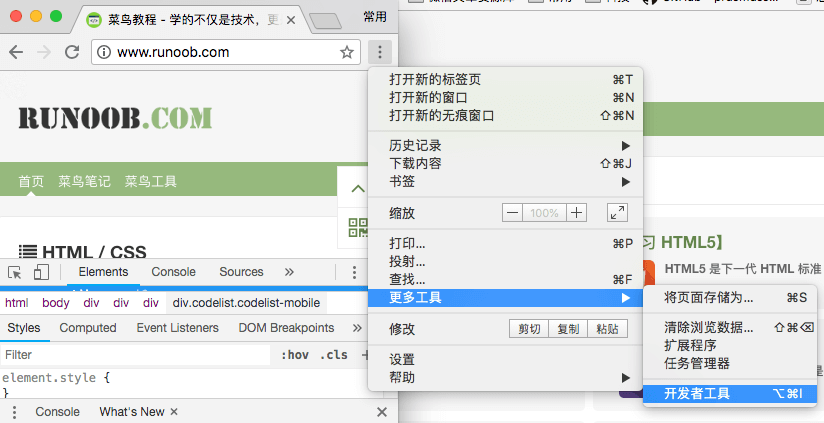 菜鸟教程 - 学的不仅是技术，更
常用
www.runoob.com
RUNOOB.COM
首页 菜鸟笔记 菜鸟工具
HTML / CSS
Elements Console Sources »
html body div div div div.codelist.codelist-mobile
Styles Computed Event Listeners DOM Breakpoints »
Filter :hov .cls +
element.style {
}
Console What's New ×
打开新的标签页 ⌘T
打开新的窗口 ⌘N
打开新的无痕窗口 ⇧⌘N
历史记录 ▶
下载内容 ⇧⌘J
书签 ▶
缩放 — 100% +
打印... ⌘P
投射...
查找... ⌘F
更多工具 ▶
修改 剪切 复制 粘贴
设置
帮助 ▶
习 HTML5】
HTML5 是下一代 HTML 标准
将页面存储为... ⌘S
清除浏览数据... ⇧⌘⌫
扩展程序
任务管理器
开发者工具 ⌥⌘I